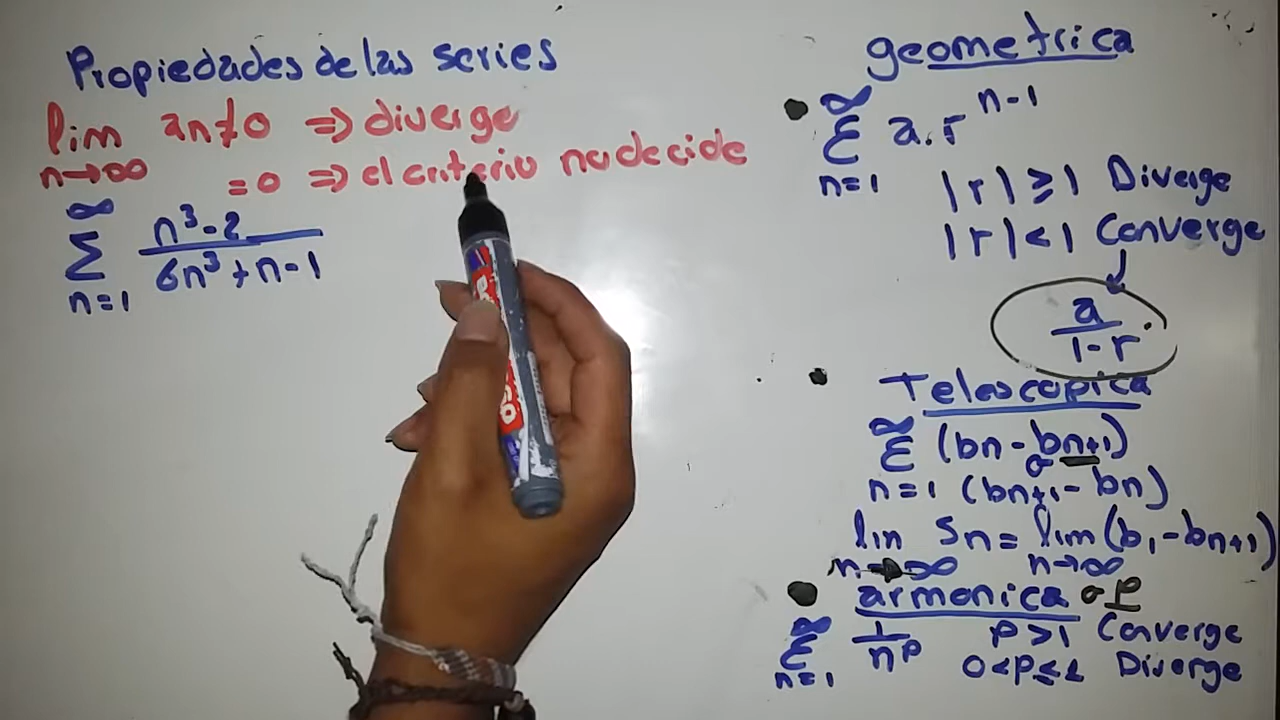 Propiedades de las series
lim an≠0 => diverge
n→∞ =0 => el criterio no decide
∞
Σ n³-2 / 6n³+n-1
n=1
geometrica
∞
Σ a.r^(n-1)
n=1
|r|≥1 Diverge
|r|<1 Converge
a
1-r
Telescopica
∞
Σ (bn-bn+1)
o
n=1 (bn+1-bn)
lim Sn = lim (b1-bn+1)
n→∞ n→∞
armonica o P
∞
Σ 1/n^p P>1 Converge
n=1 0<P≤1 Diverge